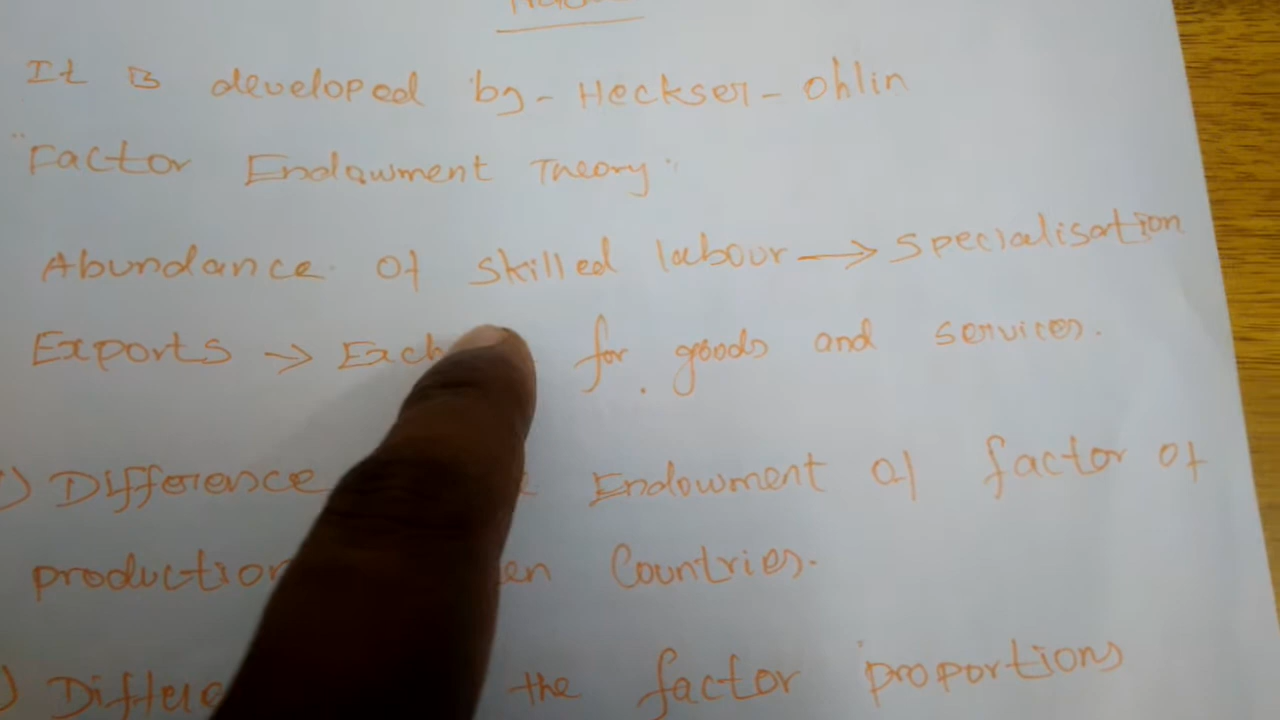 It is developed by - Heckser - Ohlin
"Factor Endowment Theory"
Abundance of skilled labour → Specialisation
Exports → for goods and services.
) Difference Endowment of factor of
production Countries.
) the factor proportions